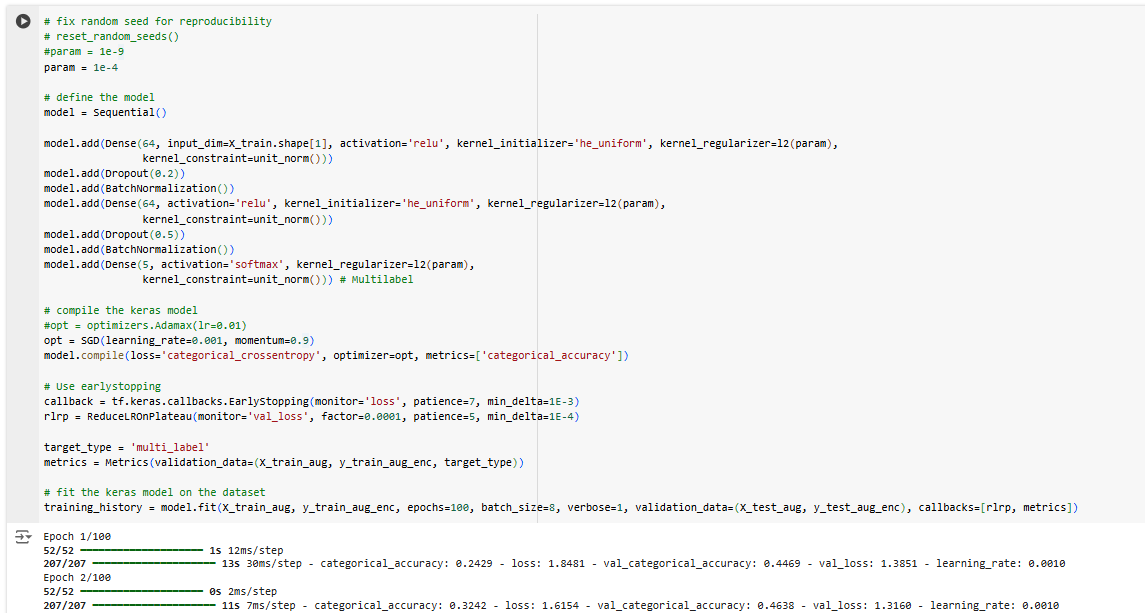 # fix random seed for reproducibility
# reset_random_seeds()
#param = 1e-9
param = 1e-4
# define the model
model = Sequential()
model.add(Dense(64, input_dim=X_train.shape[1], activation='relu', kernel_initializer='he_uniform', kernel_regularizer=l2(param),
kernel_constraint=unit_norm()))
model.add(Dropout(0.2))
model.add(BatchNormalization())
model.add(Dense(64, activation='relu', kernel_initializer='he_uniform', kernel_regularizer=l2(param),
kernel_constraint=unit_norm()))
model.add(Dropout(0.5))
model.add(BatchNormalization())
model.add(Dense(5, activation='softmax', kernel_regularizer=l2(param),
kernel_constraint=unit_norm())) # Multilabel
# compile the keras model
#opt = optimizers.Adamax(lr=0.01)
opt = SGD(learning_rate=0.001, momentum=0.9)
model.compile(loss='categorical_crossentropy', optimizer=opt, metrics=['categorical_accuracy'])
# Use earlystopping
callback = tf.keras.callbacks.EarlyStopping(monitor='loss', patience=7, min_delta=1E-3)
rlrp = ReduceLROnPlateau(monitor='val_loss', factor=0.0001, patience=5, min_delta=1E-4)
target_type = 'multi_label'
metrics = Metrics(validation_data=(X_train_aug, y_train_aug_enc, target_type))
# fit the keras model on the dataset
training_history = model.fit(X_train_aug, y_train_aug_enc, epochs=100, batch_size=8, verbose=1, validation_data=(X_test_aug, y_test_aug_enc), callbacks=[rlrp, metrics])
Epoch 1/100
52/52 ━━━━━━━━━━━━━━━━━━━━ 1s 12ms/step
207/207 ━━━━━━━━━━━━━━━━━━━━ 13s 30ms/step - categorical_accuracy: 0.2429 - loss: 1.8481 - val_categorical_accuracy: 0.4469 - val_loss: 1.3851 - learning_rate: 0.0010
Epoch 2/100
52/52 ━━━━━━━━━━━━━━━━━━━━ 0s 2ms/step
207/207 ━━━━━━━━━━━━━━━━━━━━ 11s 7ms/step - categorical_accuracy: 0.3242 - loss: 1.6154 - val_categorical_accuracy: 0.4638 - val_loss: 1.3160 - learning_rate: 0.0010